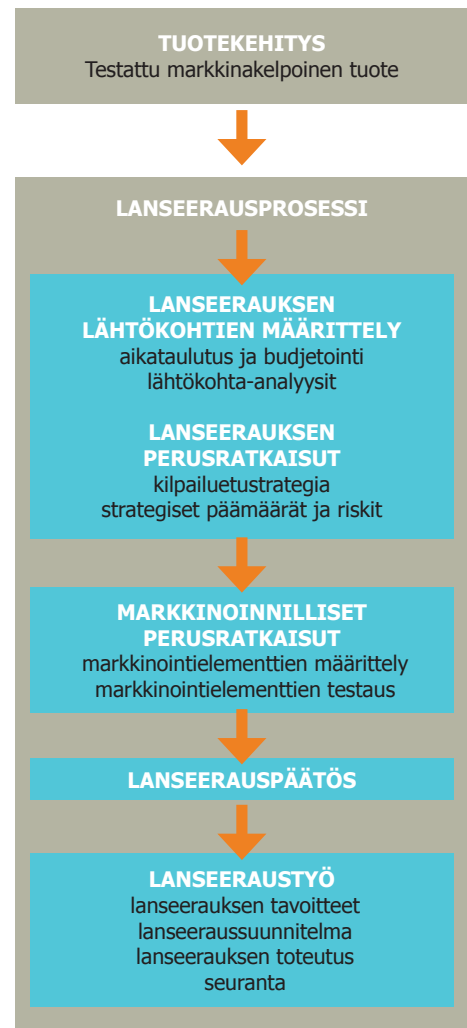 TUOTEKEHITYS
Testattu markkinakelpoinen tuote
LANSEERAUSPROSESSI
LANSEERAUKSEN
LÄHTÖKOHTIEN MÄÄRITTELY
aikataulutus ja budjetointi
lähtökohta-analyysit
LANSEERAUKSEN
PERUSRATKAISUT
kilpailuetustrategia
strategiset päämäärät ja riskit
MARKKINOINNILLISET
PERUSRATKAISUT
markkinointielementtien määrittely
markkinointielementtien testaus
LANSEERAUSPÄÄTÖS
LANSEERAUSTYÖ
lanseerauksen tavoitteet
lanseeraussuunnitelma
lanseerauksen toteutus
seuranta